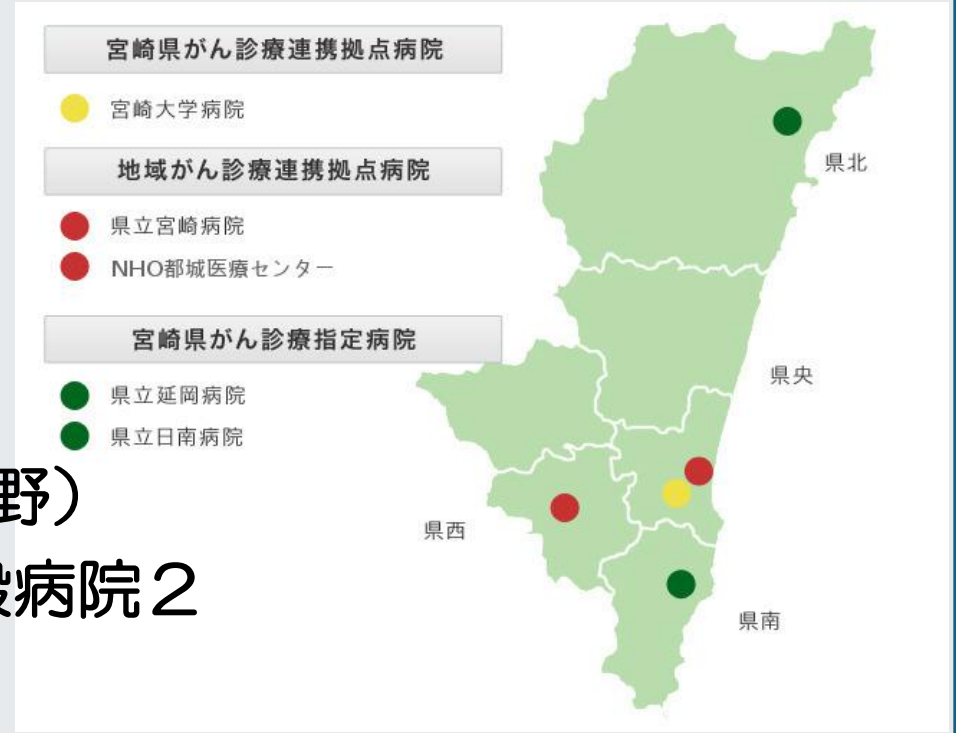 宮崎県がん診療連携拠点病院
宮崎大学病院
地域がん診療連携拠点病院
県立宮崎病院
NHO都城医療センター
宮崎県がん診療指定病院
県立延岡病院
県立日南病院
野）
病院２
県北
県央
県西
県南